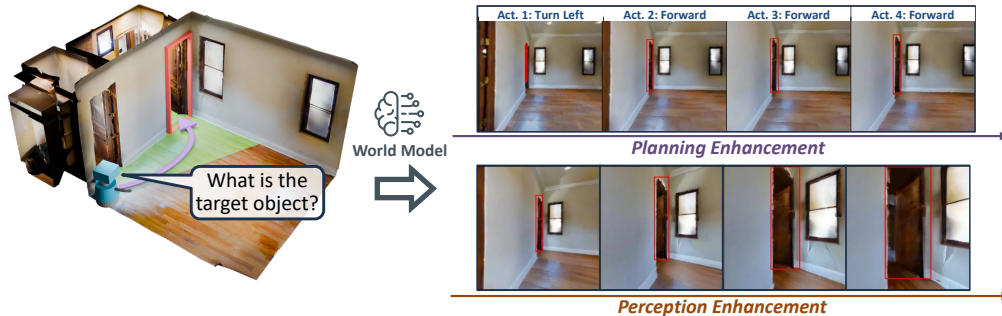 Act. 1: Turn Left
Act. 2: Forward
Act. 3: Forward
Act. 4: Forward
What is the
target object?
World Model
Planning Enhancement
Perception Enhancement